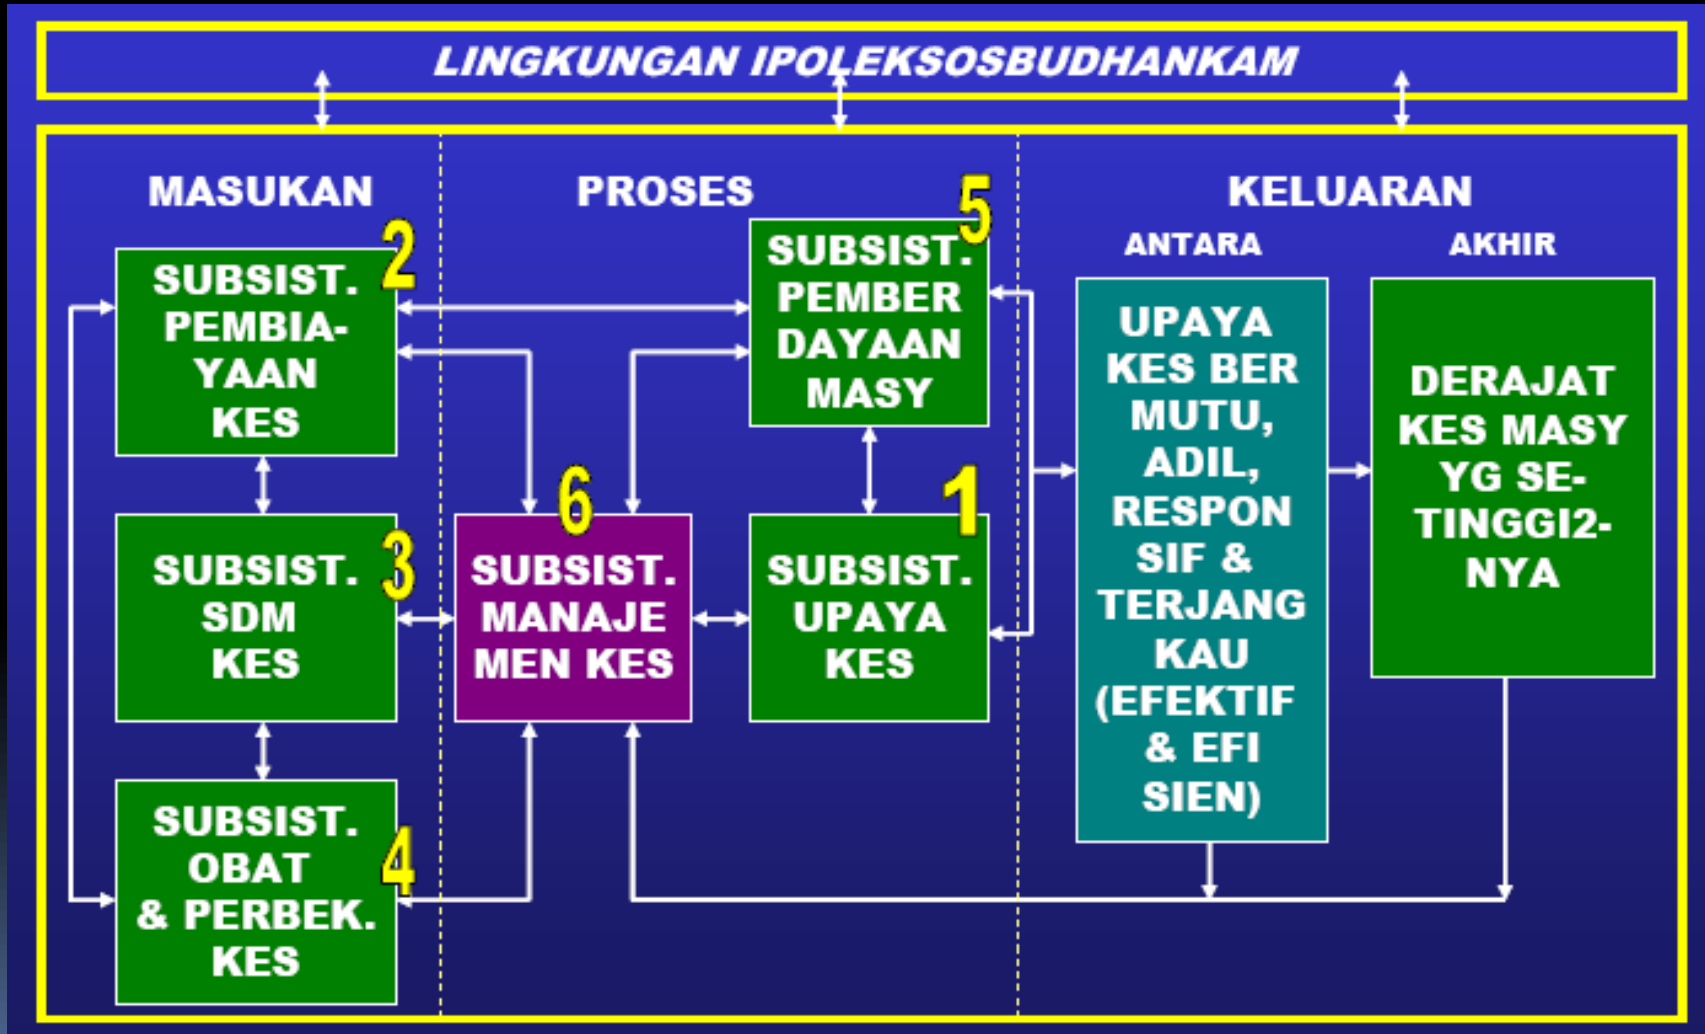 LINGKUNGAN IPOLEKSOSBUDHANKAM
MASUKAN
PROSES
KELUARAN
ANTARA
AKHIR
2
SUBSIST.
PEMBIA-
YAAN
KES
3
SUBSIST.
SDM
KES
4
SUBSIST.
OBAT
& PERBEK.
KES
6
SUBSIST.
MANAJE
MEN KES
5
SUBSIST.
PEMBER
DAYAAN
MASY
1
SUBSIST.
UPAYA
KES
UPAYA
KES BER
MUTU,
ADIL,
RESPON
SIF &
TERJANG
KAU
(EFEKTIF
& EFI
SIEN)
DERAJAT
KES MASY
YG SE-
TINGGI2-
NYA